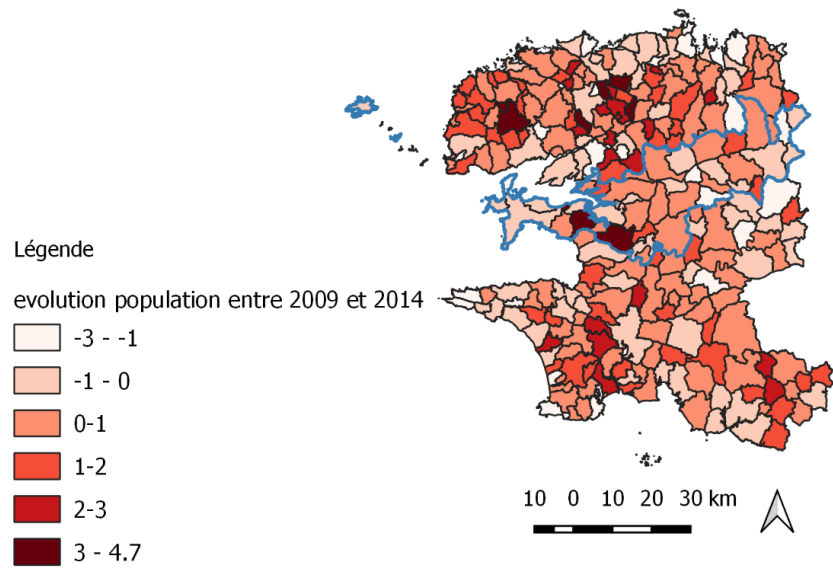 Légende
evolution population entre 2009 et 2014
-3 - -1
-1 - 0
0-1
1-2
2-3
3 - 4.7
10 0 10 20 30 km